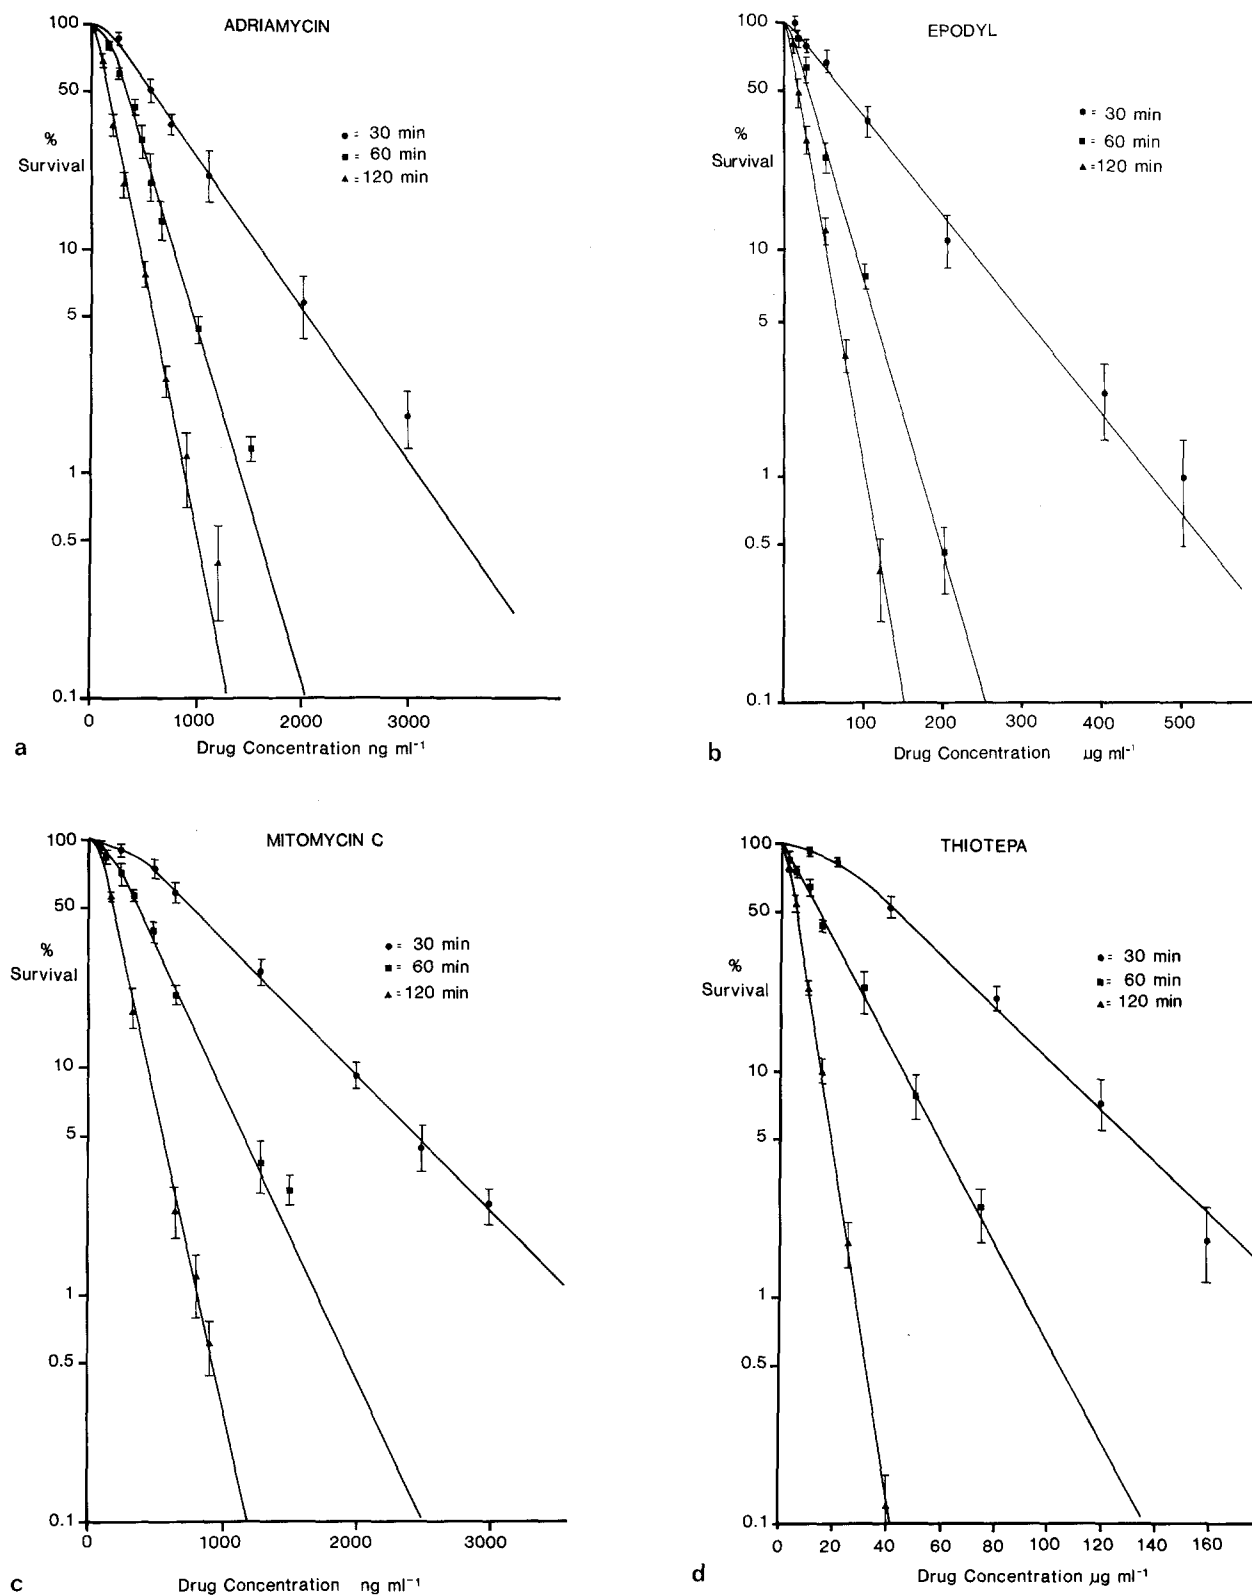 ADRIAMYCIN
100
50
%
Survival
10
5
1
0.5
0.1
● = 30 min
■ = 60 min
▲ = 120 min
0 1000 2000 3000
Drug Concentration ng ml⁻¹
a
EPODYL
100
50
%
Survival
10
5
1
0.5
0.1
● = 30 min
■ = 60 min
▲ = 120 min
100 200 300 400 500
Drug Concentration µg ml⁻¹
b
MITOMYCIN C
100
50
%
Survival
10
5
1
0.5
0.1
● = 30 min
■ = 60 min
▲ = 120 min
0 1000 2000 3000
Drug Concentration ng ml⁻¹
c
THIOTEPA
100
50
%
Survival
10
5
1
0.5
0.1
● = 30 min
■ = 60 min
▲ = 120 min
0 20 40 60 80 100 120 140 160
Drug Concentration µg ml⁻¹
d